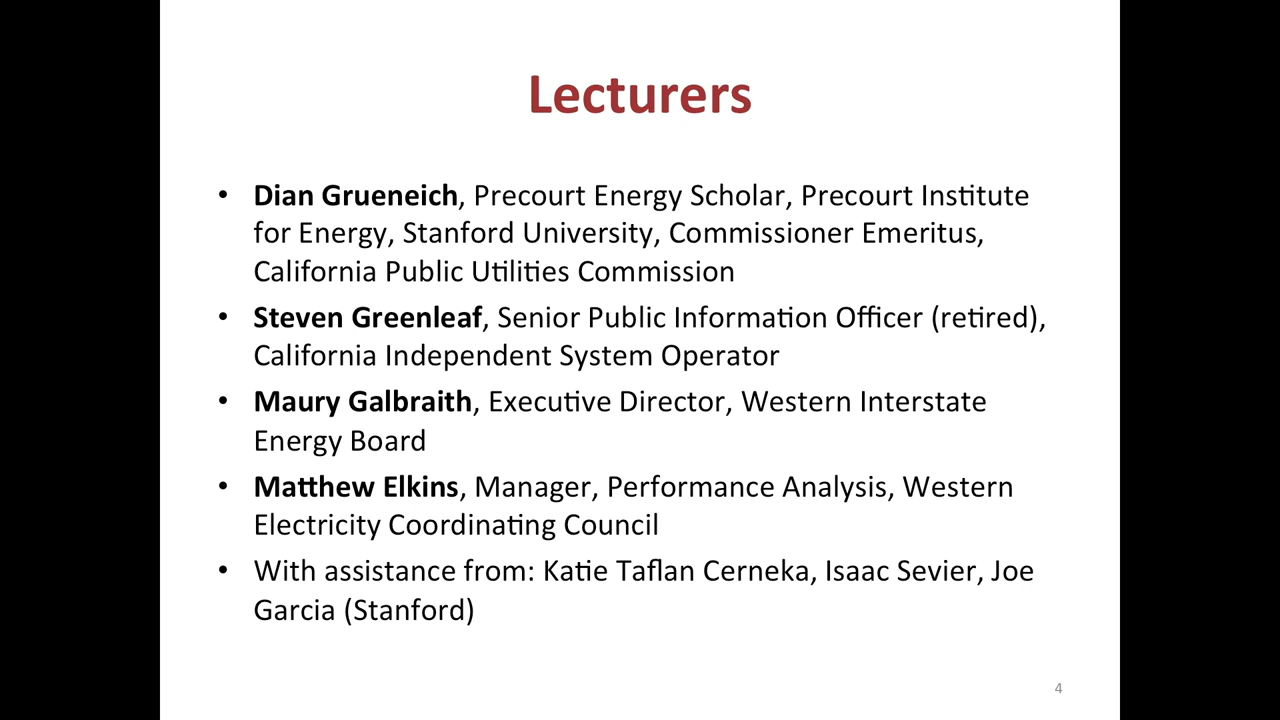 Lecturers
• Dian Grueneich, Precourt Energy Scholar, Precourt Institute
for Energy, Stanford University, Commissioner Emeritus,
California Public Utilities Commission
• Steven Greenleaf, Senior Public Information Officer (retired),
California Independent System Operator
• Maury Galbraith, Executive Director, Western Interstate
Energy Board
• Matthew Elkins, Manager, Performance Analysis, Western
Electricity Coordinating Council
• With assistance from: Katie Taflan Cerneka, Isaac Sevier, Joe
Garcia (Stanford)
4